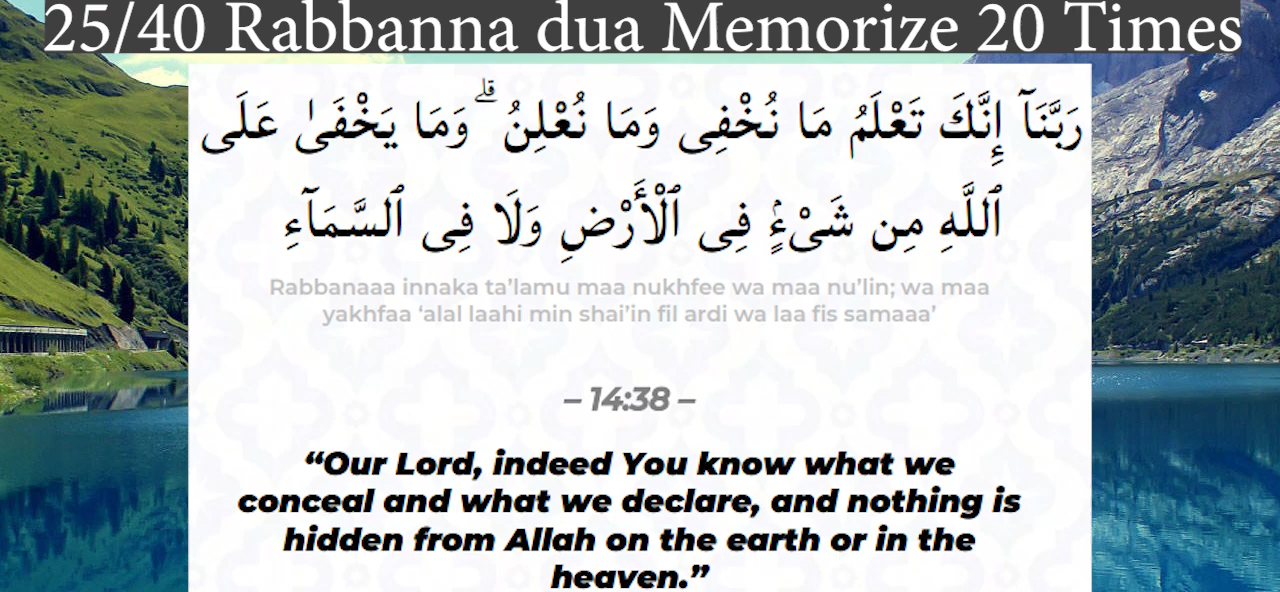 25/40 Rabbanna dua Memorize 20 Times
رَبَّنَآ إِنَّكَ تَعْلَمُ مَا نُخْفِى وَمَا نُعْلِنُ ۗ وَمَا يَخْفَىٰ عَلَى
ٱللَّهِ مِن شَىْءٍۢ فِى ٱلْأَرْضِ وَلَا فِى ٱلسَّمَآءِ
Rabbanaaa innaka ta’lamu maa nukhfee wa maa nu’lin; wa maa
yakhfaa ‘alal laahi min shai’in fil ardi wa laa fis samaaa’
– 14:38 –
“Our Lord, indeed You know what we
conceal and what we declare, and nothing is
hidden from Allah on the earth or in the
heaven.”